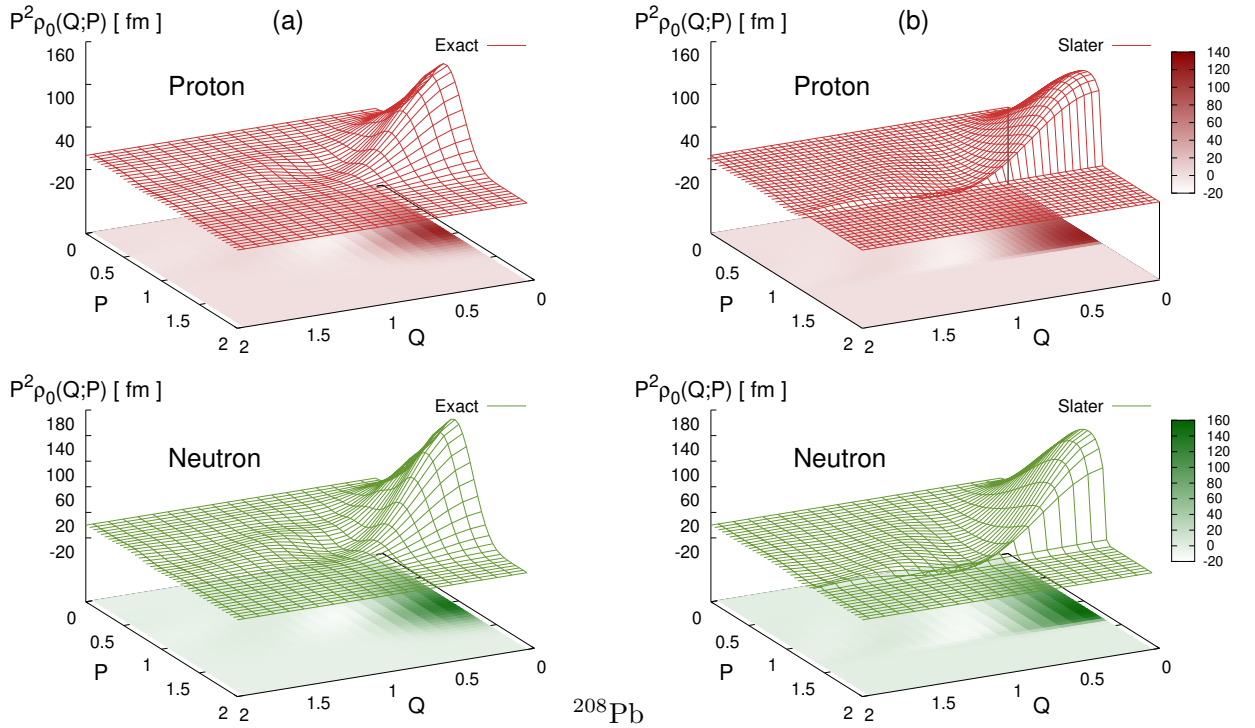 P²ρ₀(Q;P) [ fm] (a) P²ρ₀(Q;P) [ fm] (b)
160 Exact 160 Slater 140
Proton Proton 120
100 100 100
80
40 40 60
40
-20 -20 20
0
-20
0 0
0.5 0 0.5 0
P 1 0.5 P 1 0.5
1.5 1 Q 1.5 1 Q
1.5 1.5
2 2 2 2
P²ρ₀(Q;P) [ fm] P²ρ₀(Q;P) [ fm]
180 Exact 180 Slater 160
140 Neutron 140 Neutron 140
120
100 100 100
80
60 60 60
40
20 20 20
0
-20 -20 -20
0 0
0.5 0 0.5 0
P 1 0.5 P 1 0.5
1.5 1 Q 1.5 1 Q
1.5 1.5
2 2 2 2
²⁰⁸Pb